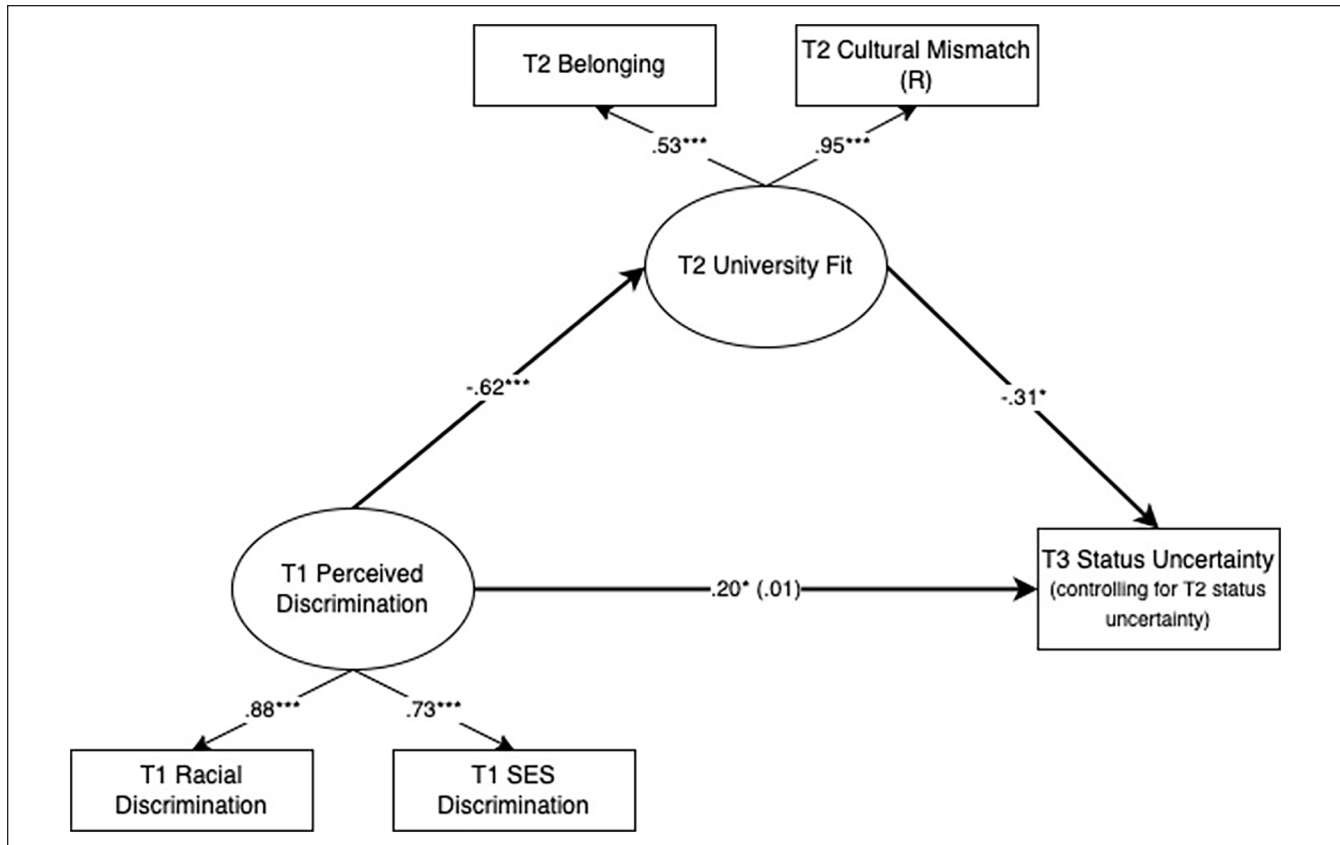 T2 Belonging
T2 Cultural Mismatch
(R)
.53***
.95***
T2 University Fit
-.62***
-.31*
T1 Perceived
Discrimination
.20* (.01)
T3 Status Uncertainty
(controlling for T2 status
uncertainty)
.88***
.73***
T1 Racial
Discrimination
T1 SES
Discrimination